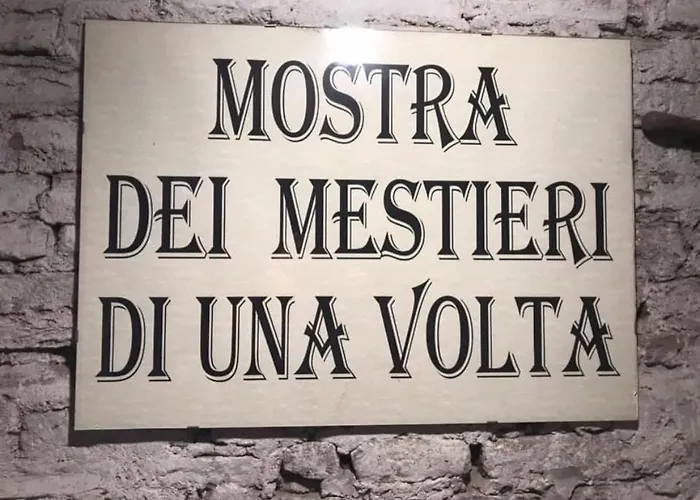 MOSTRA
DEI MESTIERI
DI UNA VOLTA